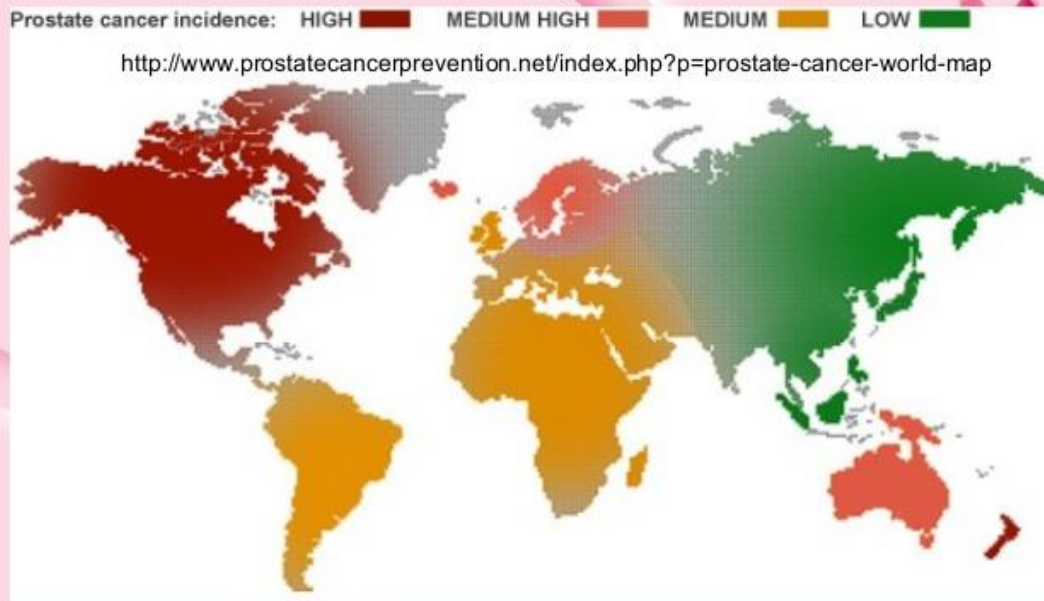 Prostate cancer incidence: HIGH MEDIUM HIGH MEDIUM LOW
http://www.prostatecancerprevention.net/index.php?p=prostate-cancer-world-map